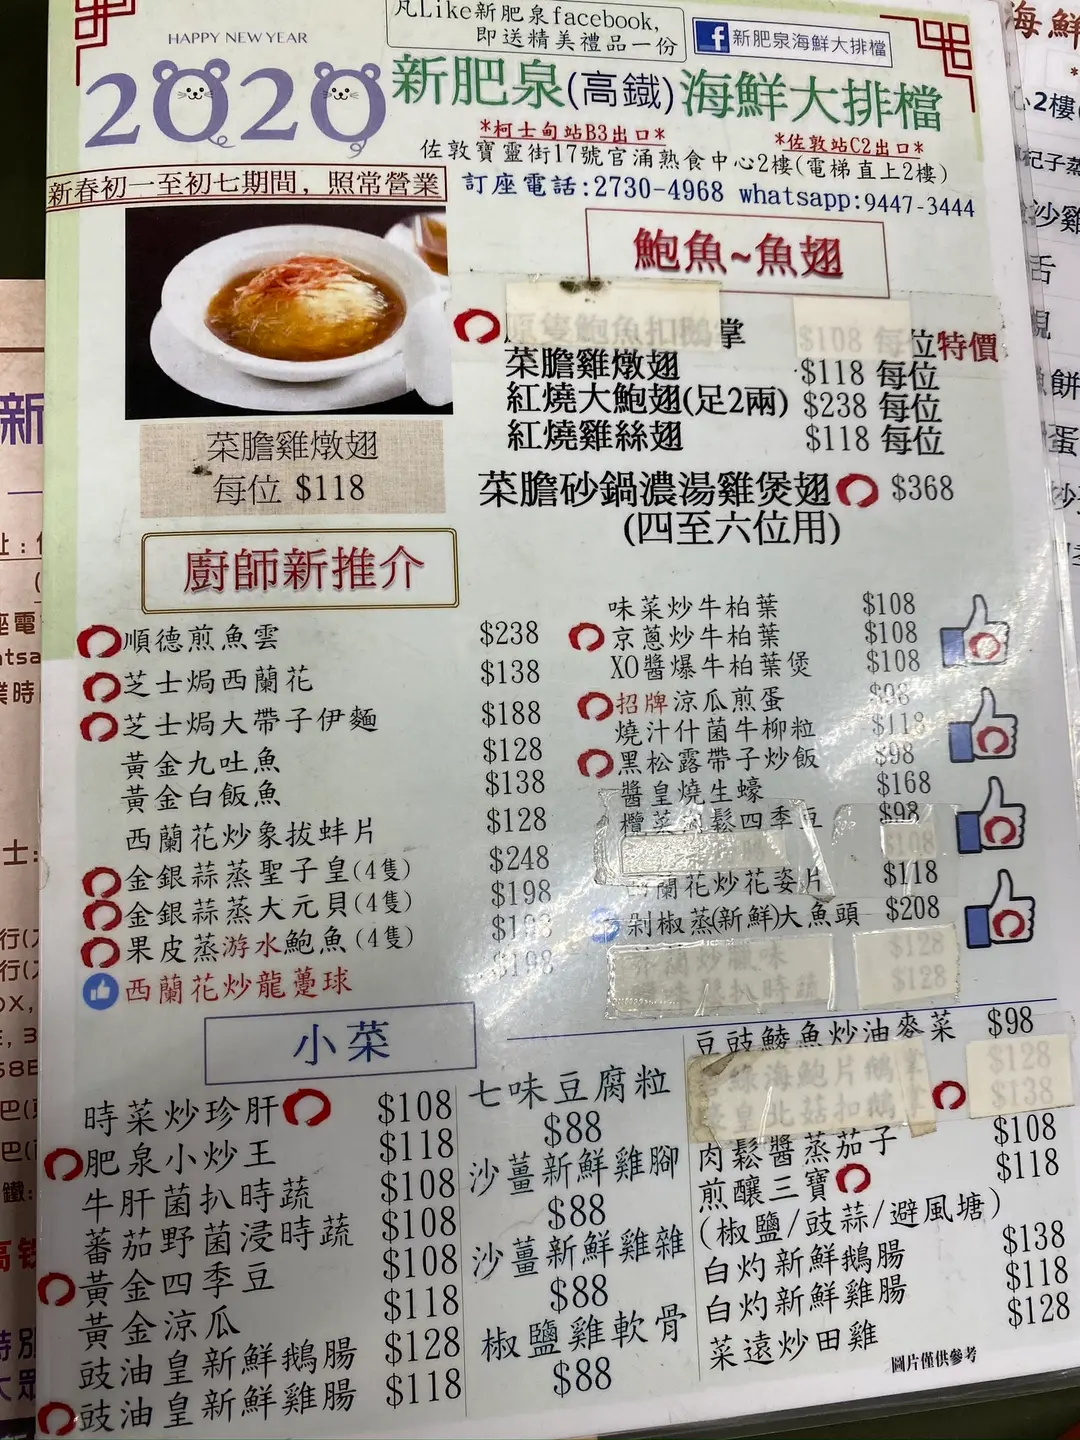 凡Like新肥泉facebook,
即送精美禮品一份
新肥泉海鮮大排檔
HAPPY NEW YEAR
2020
新肥泉(高鐵)海鮮大排檔
*柯士甸站B3出口*
*佐敦站C2出口*
佐敦寶靈街17號官涌熟食中心2樓(電梯直上2樓)
訂座電話:2730-4968 whatsapp:9447-3444
新春初一至初七期間，照常營業
菜膽雞燉翅
每位 $118
鮑魚~魚翅
原隻鮑魚扣鵝掌 $108 每位特價
菜膽雞燉翅 $118 每位
紅燒大鮑翅(足2兩) $238 每位
紅燒雞絲翅 $118 每位
菜膽砂鍋濃湯雞煲翅 $368
(四至六位用)
廚師新推介
順德煎魚雲 $238
芝士焗西蘭花 $138
芝士焗大帶子伊麵 $188
黃金九吐魚 $128
黃金白飯魚 $138
西蘭花炒象拔蚌片 $128
金銀蒜蒸聖子皇(4隻) $248
金銀蒜蒸大元貝(4隻) $198
果皮蒸游水鮑魚(4隻) $198
西蘭花炒龍躉球 $198
味菜炒牛柏葉 $108
京蔥炒牛柏葉 $108
XO醬爆牛柏葉煲 $108
招牌涼瓜煎蛋 $98
燒汁什菌牛柳粒 $118
黑松露帶子炒飯 $98
醬皇燒生蠔 $168
欖菜肉鬆四季豆 $98
$108
西蘭花炒花姿片 $118
剁椒蒸(新鮮)大魚頭 $208
$128
$128
小菜
時菜炒珍肝 $108
肥泉小炒王 $118
牛肝菌扒時蔬 $108
蕃茄野菌浸時蔬 $108
黃金四季豆 $108
黃金涼瓜 $118
豉油皇新鮮鵝腸 $128
豉油皇新鮮雞腸 $118
七味豆腐粒
$88
沙薑新鮮雞腳
$88
沙薑新鮮雞雜
$88
椒鹽雞軟骨
$88
豆豉鯪魚炒油麥菜 $98
$128
$138
肉鬆醬蒸茄子 $108
煎釀三寶 $118
(椒鹽/豉蒜/避風塘)
白灼新鮮鵝腸 $138
白灼新鮮雞腸 $118
菜遠炒田雞 $128
圖片僅供參考